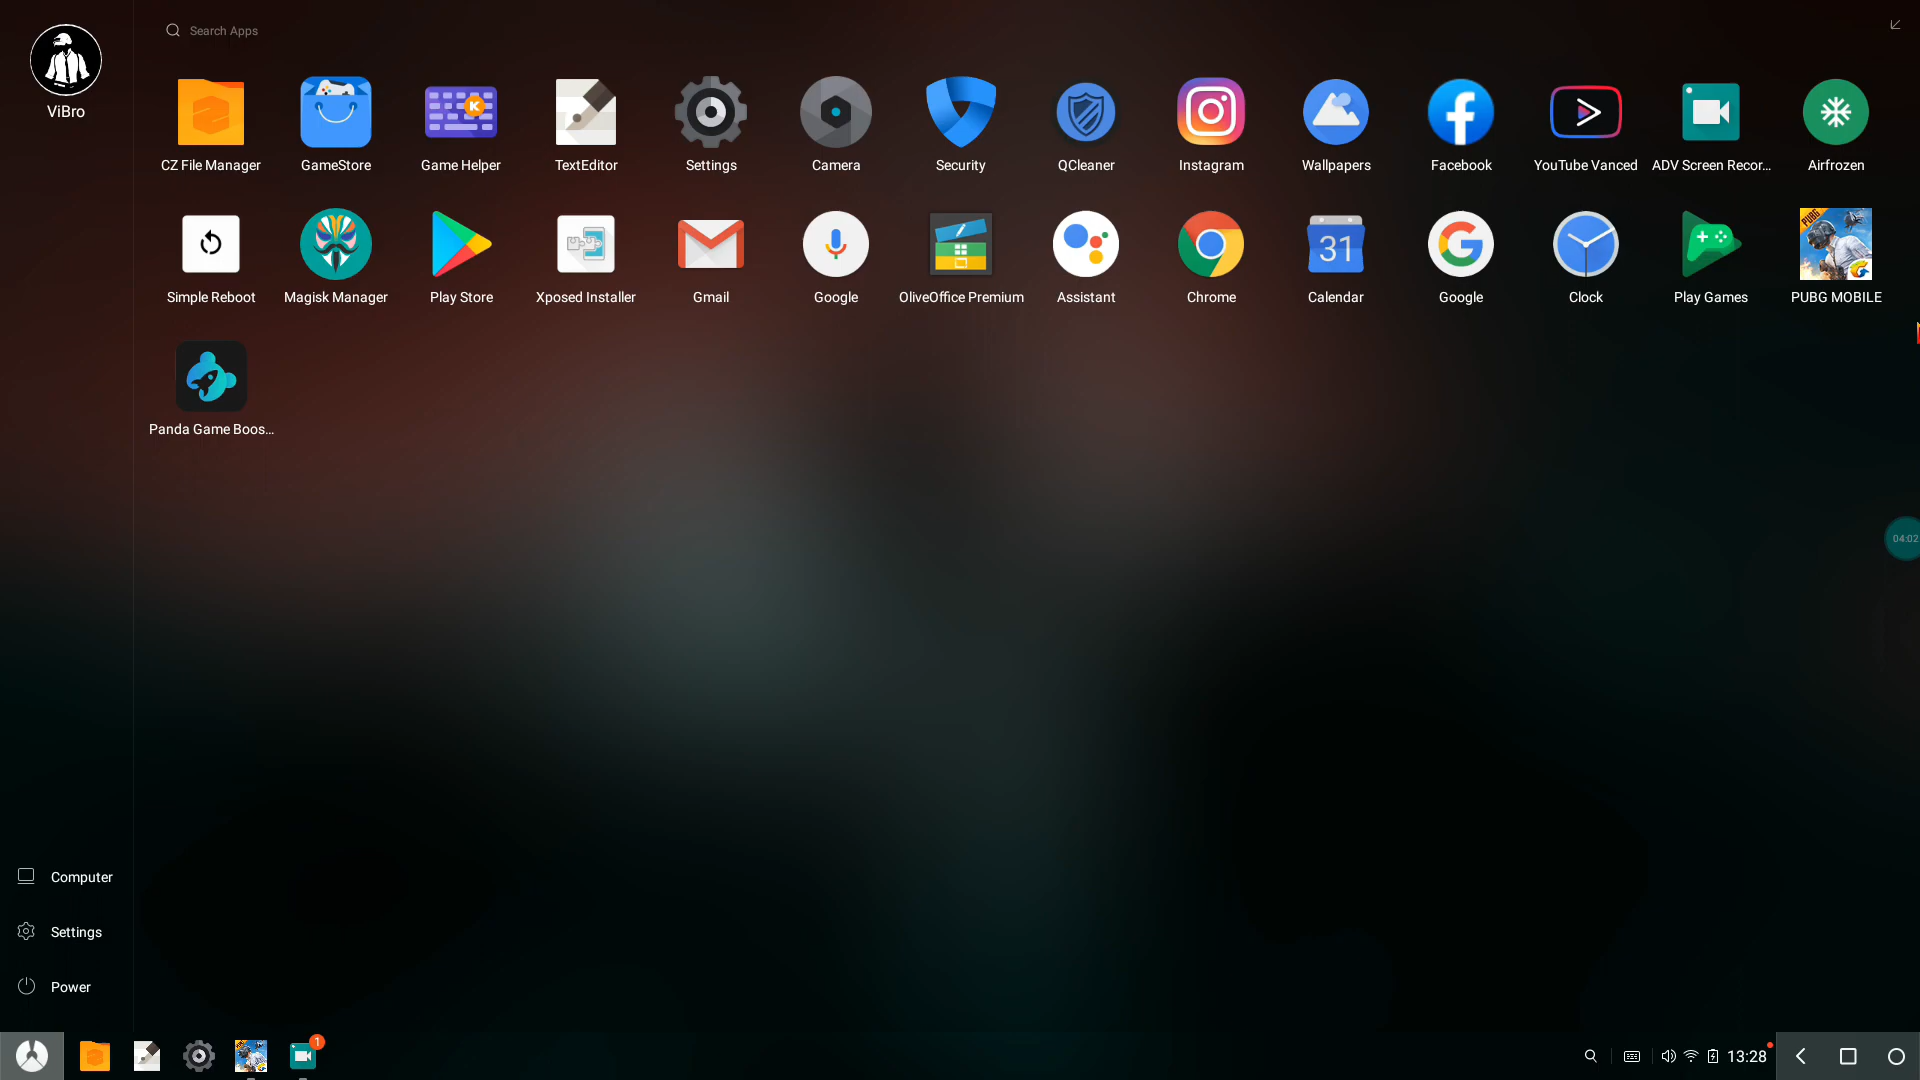 Search Apps
ViBro
CZ File Manager
GameStore
Game Helper
TextEditor
Settings
Camera
Security
QCleaner
Instagram
Wallpapers
Facebook
YouTube Vanced
ADV Screen Recor...
Airfrozen
Simple Reboot
Magisk Manager
Play Store
Xposed Installer
Gmail
Google
OliveOffice Premium
Assistant
31
Chrome
Calendar
Google
Clock
Play Games
PUBG
PUBG MOBILE
Panda Game Boos...
04:02
Computer
Settings
Power
1
13:28